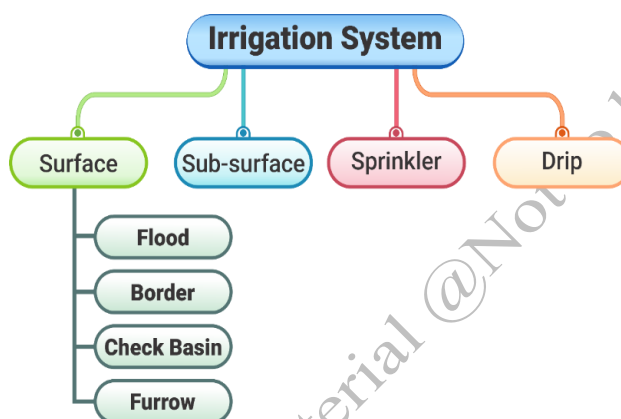 Irrigation System
Surface
Sub-surface
Sprinkler
Drip
Flood
Border
Check Basin
Furrow